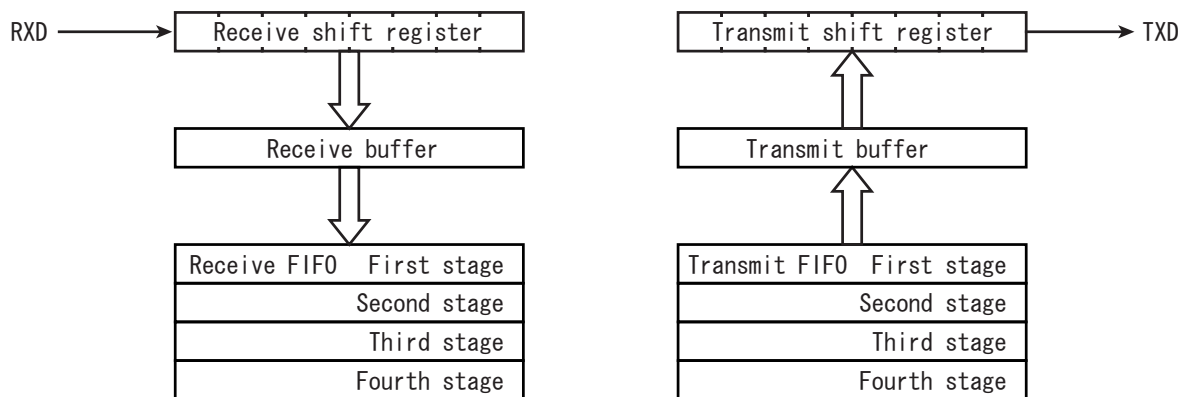 RXD
Receive shift register
Receive buffer
Receive FIFO First stage
Second stage
Third stage
Fourth stage
Transmit shift register
TXD
Transmit buffer
Transmit FIFO First stage
Second stage
Third stage
Fourth stage